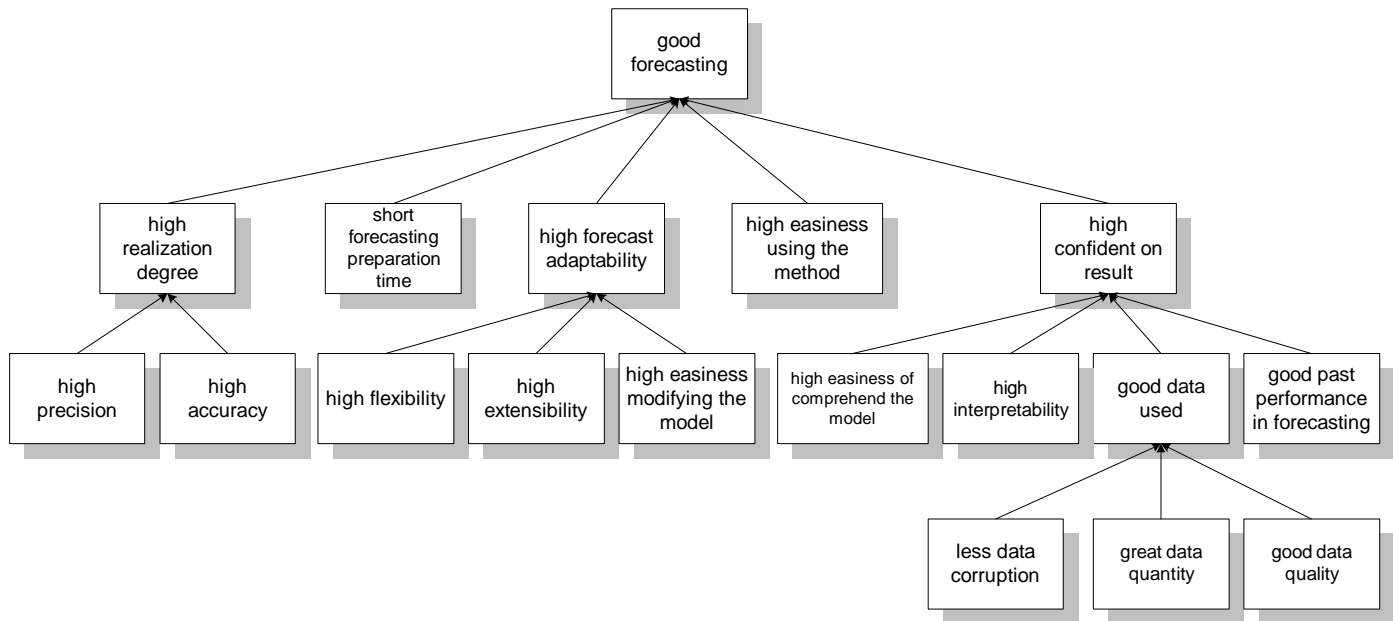 good
forecasting
high
realization
degree
short
forecasting
preparation
time
high forecast
adaptability
high easiness
using the
method
high
confident on
result
high
precision
high
accuracy
high flexibility
high
extensibility
high easiness
modifying the
model
high easiness of
comprehend the
model
high
interpretability
good data
used
good past
performance
in forecasting
less data
corruption
great data
quantity
good data
quality